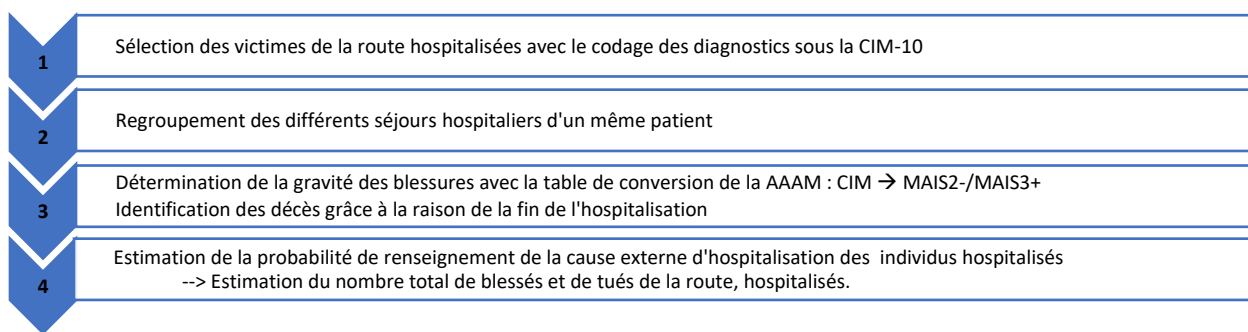 1
Sélection des victimes de la route hospitalisées avec le codage des diagnostics sous la CIM-10
2
Regroupement des différents séjours hospitaliers d'un même patient
3
Détermination de la gravité des blessures avec la table de conversion de la AAAM : CIM → MAIS2-/MAIS3+
Identification des décès grâce à la raison de la fin de l'hospitalisation
4
Estimation de la probabilité de renseignement de la cause externe d'hospitalisation des individus hospitalisés
--> Estimation du nombre total de blessés et de tués de la route, hospitalisés.